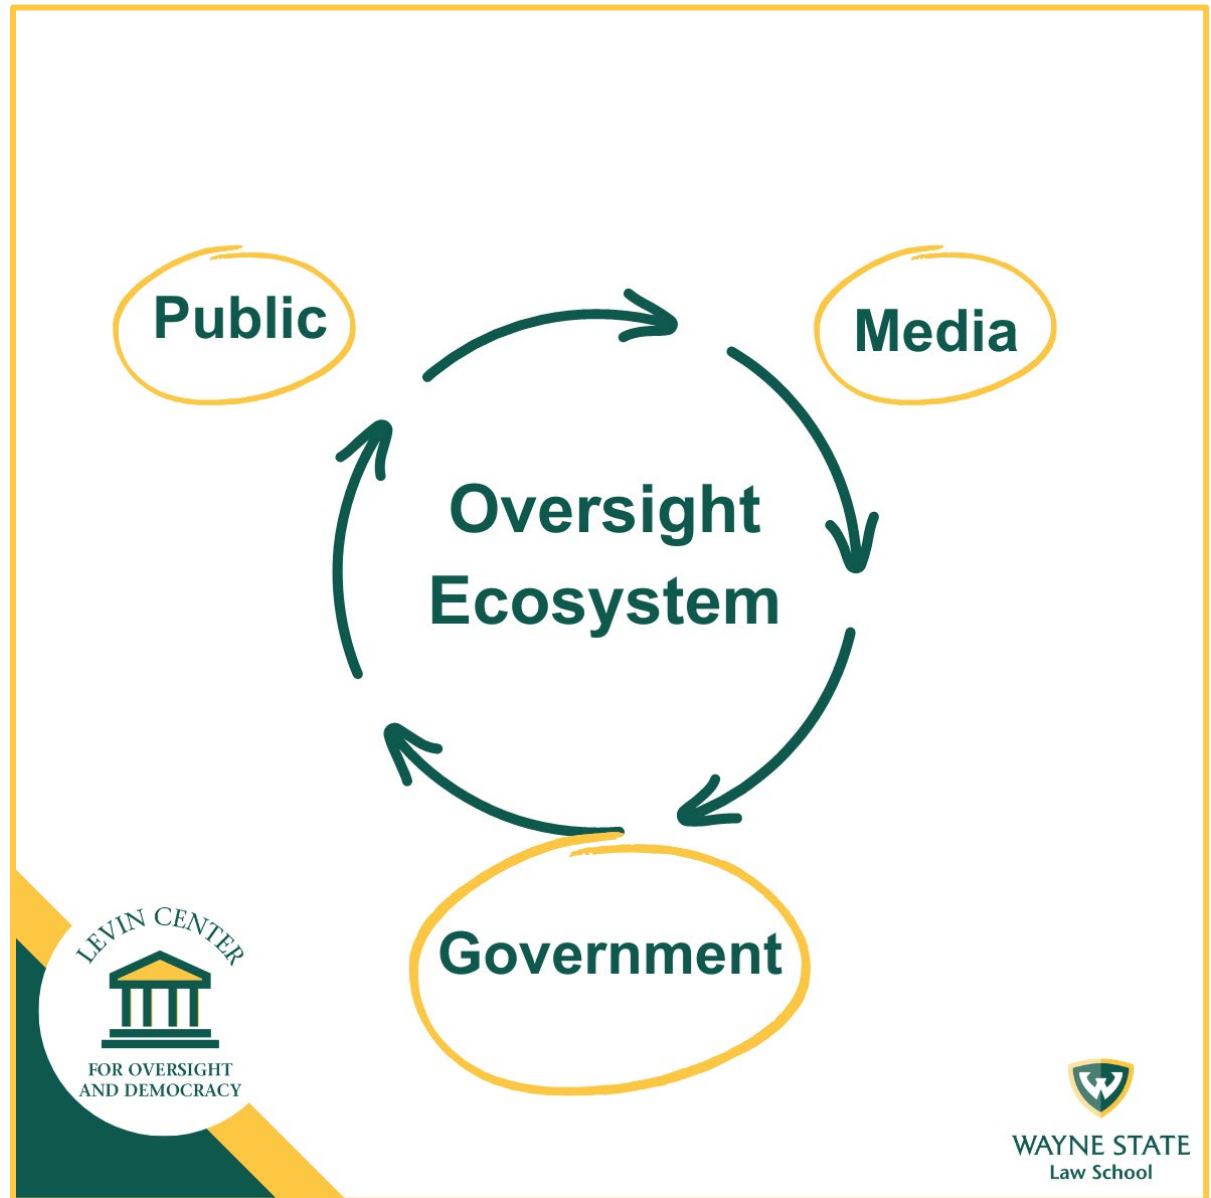 Public
Media
Oversight
Ecosystem
Government
LEVIN CENTER
FOR OVERSIGHT
AND DEMOCRACY
W
WAYNE STATE
Law School